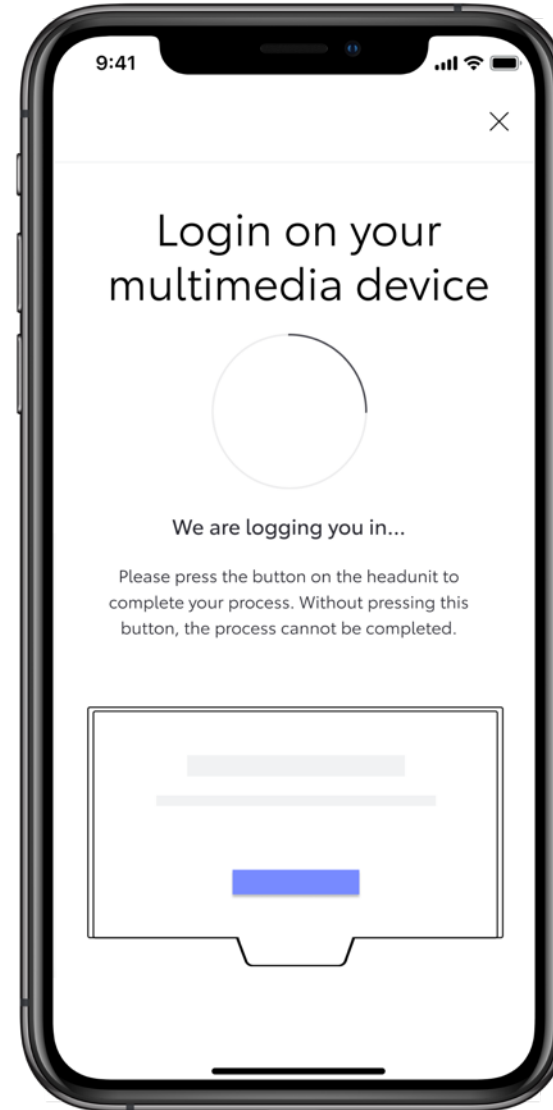 9:41
Login on your
multimedia device
We are logging you in...
Please press the button on the headunit to
complete your process. Without pressing this
button, the process cannot be completed.